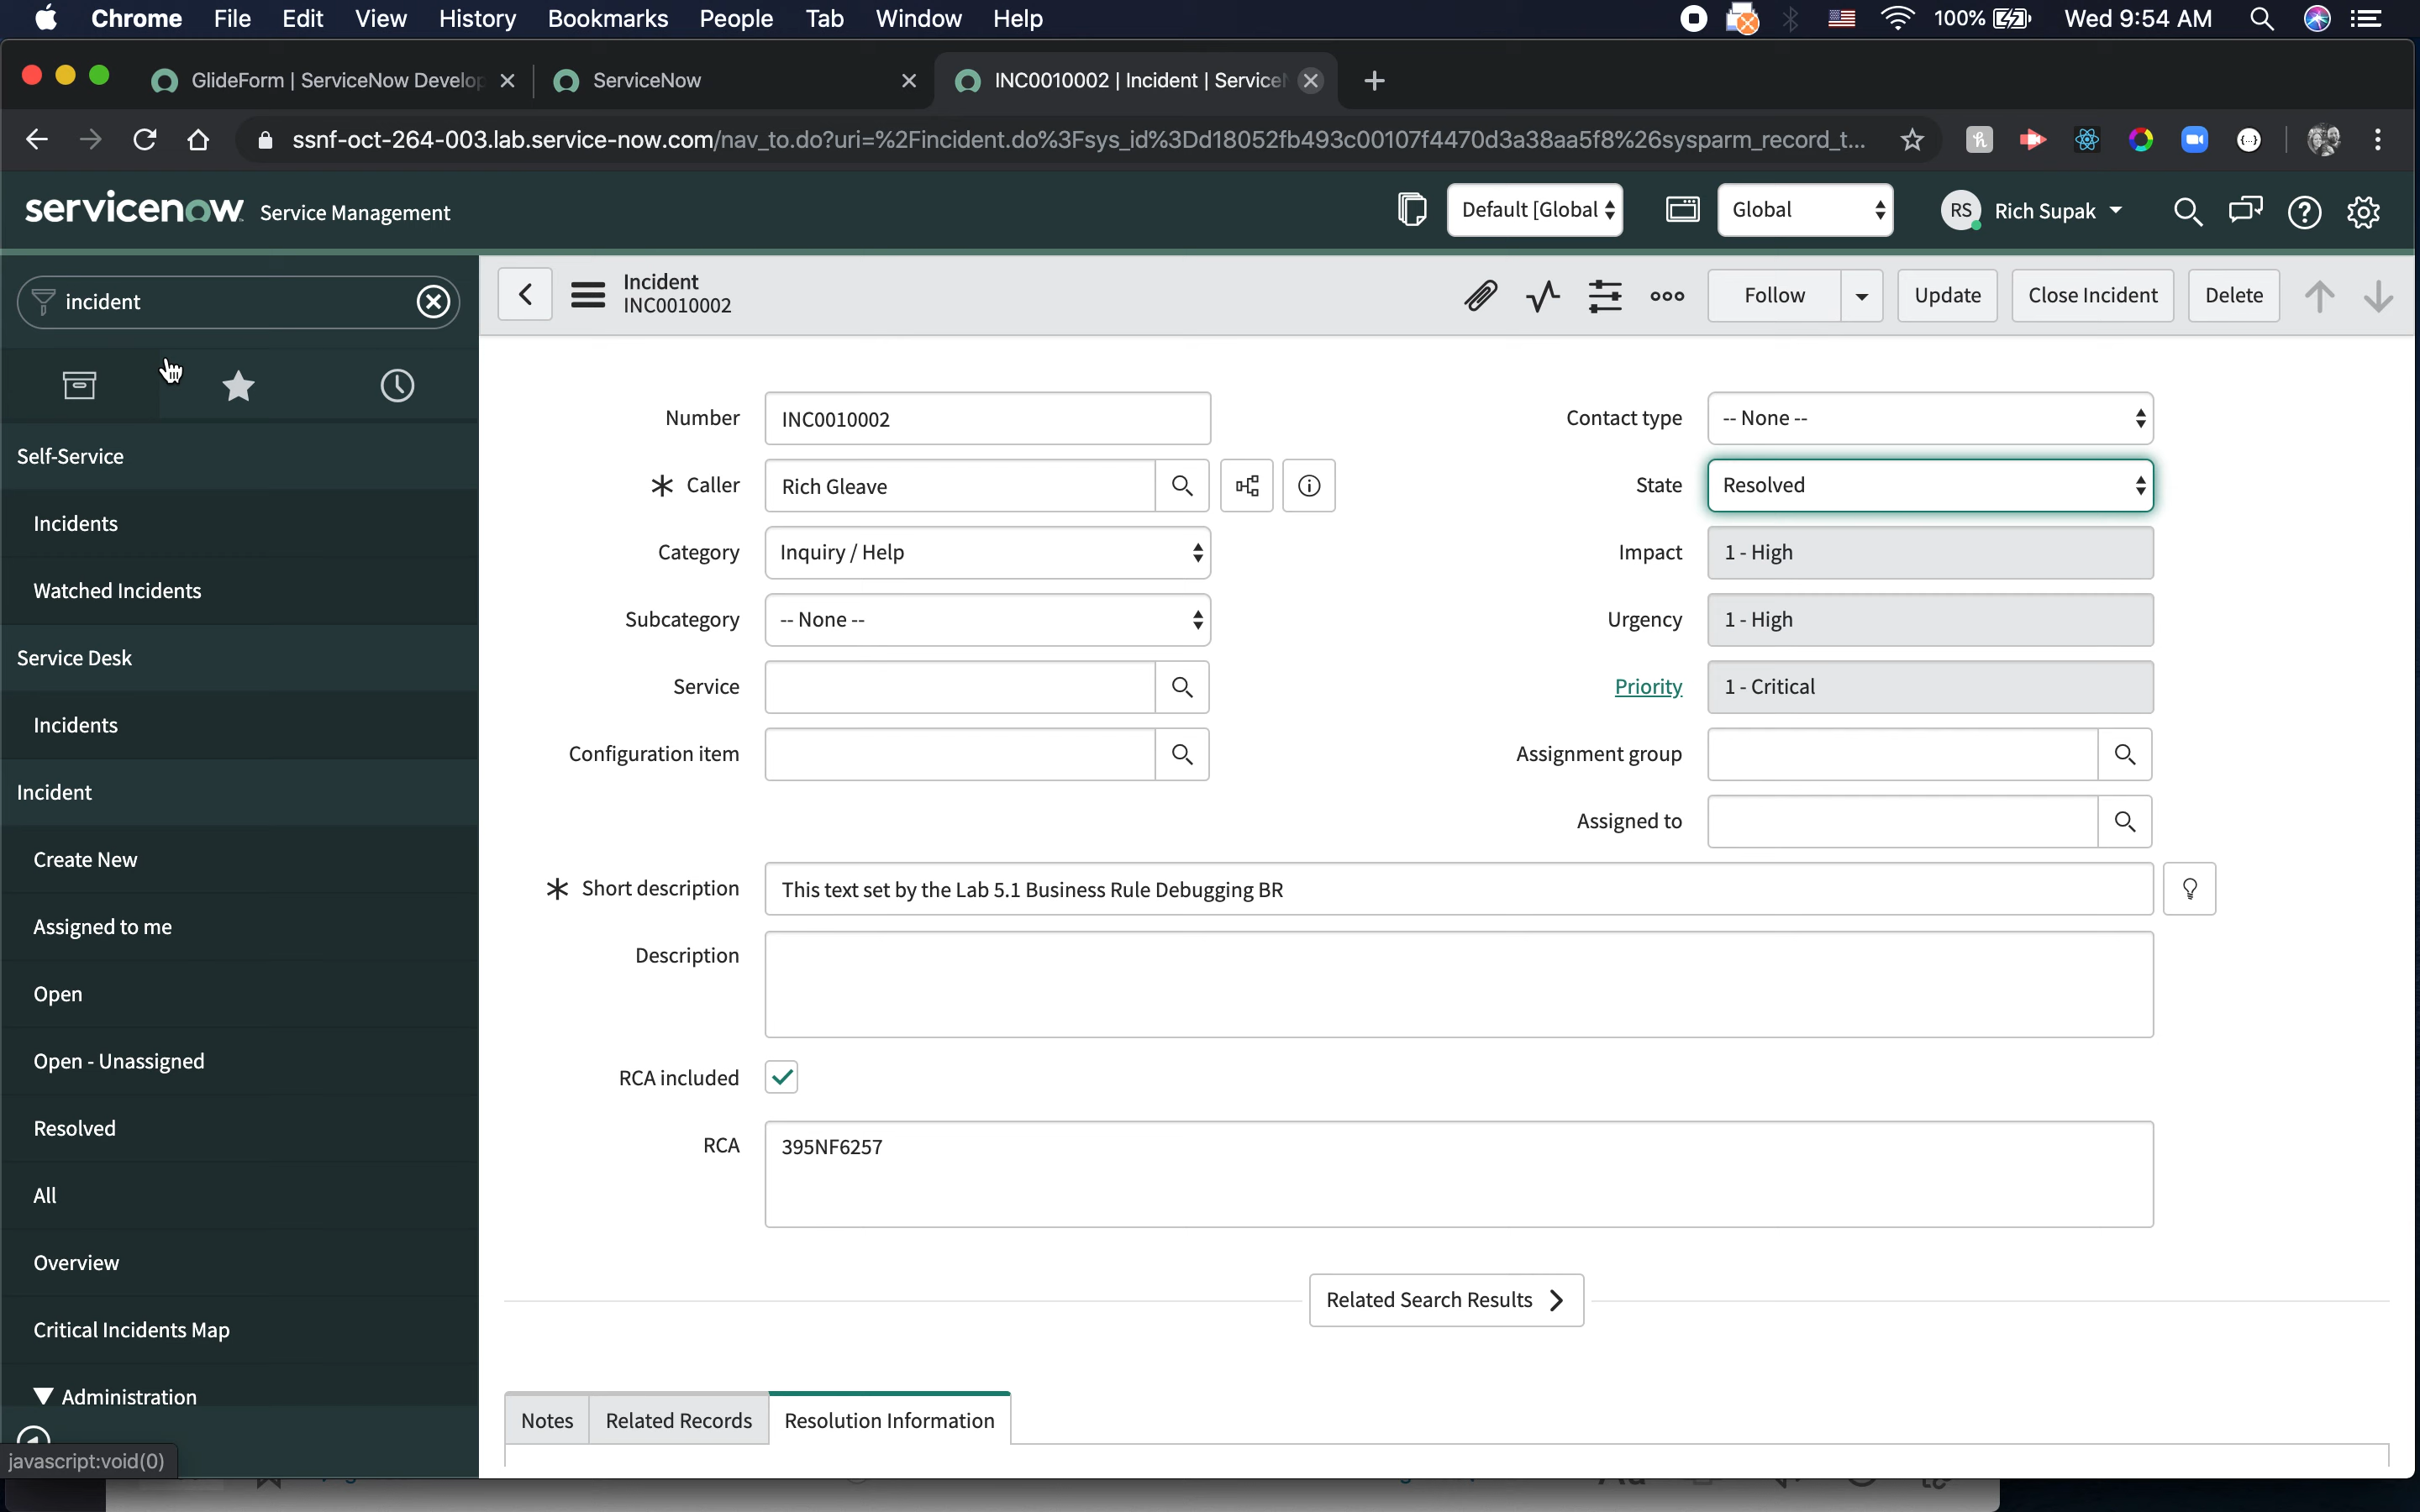 Chrome File Edit View History Bookmarks People Tab Window Help 100% Wed 9:54 AM
GlideForm | ServiceNow Develop ServiceNow INC0010002 | Incident | Service
ssnf-oct-264-003.lab.service-now.com/nav_to.do?uri=%2Fincident.do%3Fsys_id%3Dd18052fb493c00107f4470d3a38aa5f8%26sysparm_record_t...
servicenow Service Management Default [Global Global RS Rich Supak
incident
Self-Service
Incidents
Watched Incidents
Service Desk
Incidents
Incident
Create New
Assigned to me
Open
Open - Unassigned
Resolved
All
Overview
Critical Incidents Map
Administration
javascript:void(0)
Incident
INC0010002
Follow Update Close Incident Delete
Number INC0010002
Caller Rich Gleave
Category Inquiry / Help
Subcategory -- None --
Service
Configuration item
Contact type -- None --
State Resolved
Impact 1 - High
Urgency 1 - High
Priority 1 - Critical
Assignment group
Assigned to
Short description This text set by the Lab 5.1 Business Rule Debugging BR
Description
RCA included
RCA 395NF6257
Related Search Results
Notes Related Records Resolution Information